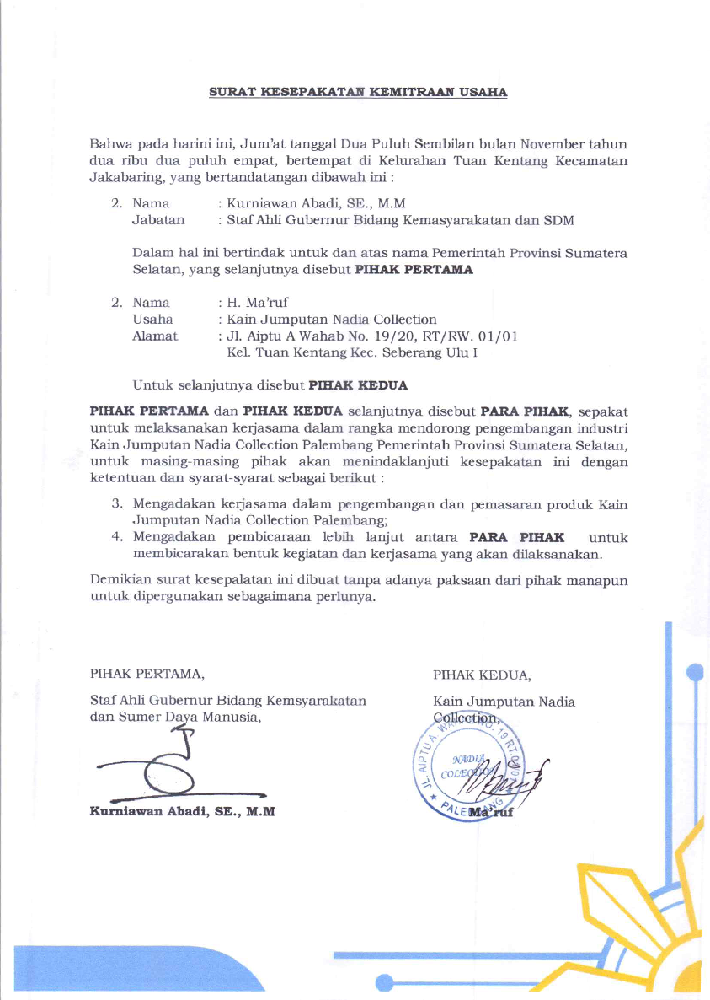 SURAT KESEPAKATAN KEMITRAAN USAHA
Bahwa pada harini ini, Jum'at tanggal Dua Puluh Sembilan bulan November tahun
dua ribu dua puluh empat, bertempat di Kelurahan Tuan Kentang Kecamatan
Jakabaring, yang bertandatangan dibawah ini :
2. Nama : Kurniawan Abadi, SE., M.M
Jabatan : Staf Ahli Gubernur Bidang Kemasyarakatan dan SDM
Dalam hal ini bertindak untuk dan atas nama Pemerintah Provinsi Sumatera
Selatan, yang selanjutnya disebut PIHAK PERTAMA
2. Nama : H. Ma'ruf
Usaha : Kain Jumputan Nadia Collection
Alamat : Jl. Aiptu A Wahab No. 19/20, RT/RW. 01/01
Kel. Tuan Kentang Kec. Seberang Ulu I
Untuk selanjutnya disebut PIHAK KEDUA
PIHAK PERTAMA dan PIHAK KEDUA selanjutnya disebut PARA PIHAK, sepakat
untuk melaksanakan kerjasama dalam rangka mendorong pengembangan industri
Kain Jumputan Nadia Collection Palembang Pemerintah Provinsi Sumatera Selatan,
untuk masing-masing pihak akan menindaklanjuti kesepakatan ini dengan
ketentuan dan syarat-syarat sebagai berikut :
3. Mengadakan kerjasama dalam pengembangan dan pemasaran produk Kain
Jumputan Nadia Collection Palembang;
4. Mengadakan pembicaraan lebih lanjut antara PARA PIHAK untuk
membicarakan bentuk kegiatan dan kerjasama yang akan dilaksanakan.
Demikian surat kesepalatan ini dibuat tanpa adanya paksaan dari pihak manapun
untuk dipergunakan sebagaimana perlunya.
PIHAK PERTAMA,
Staf Ahli Gubernur Bidang Kemsyarakatan
dan Sumer Daya Manusia,
Kurniawan Abadi, SE., M.M
PIHAK KEDUA,
Kain Jumputan Nadia
Collection,
JL. AIPTU A. NO. 19 RT.
NADIA
COLECTION
PALEMBANG
Ma'ruf